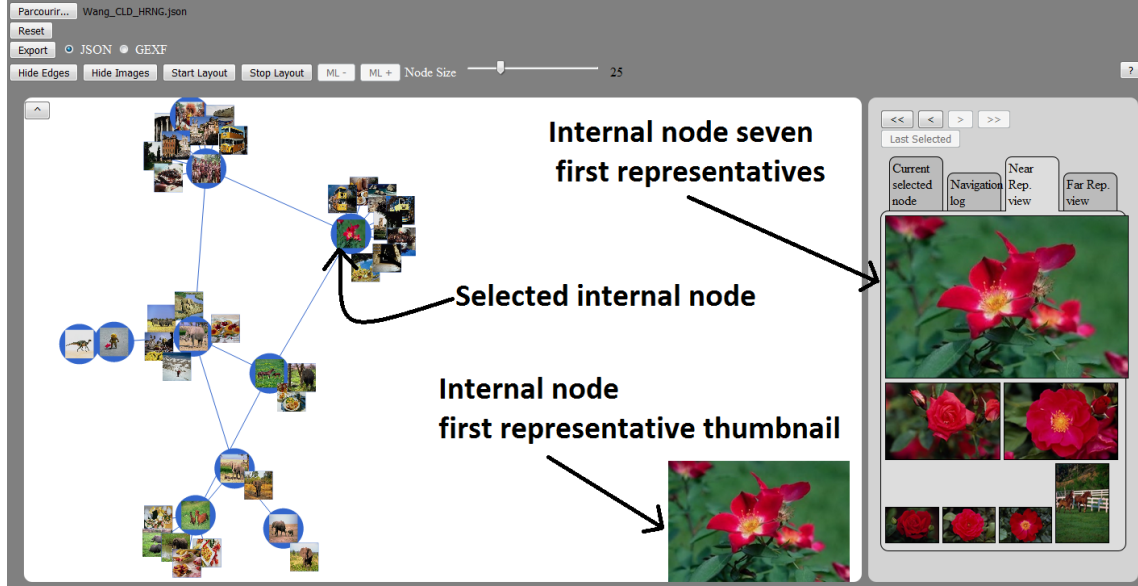 Parcourir... Wang_CLD_HRNG.json
Reset
Export JSON GEXF
Hide Edges Hide Images Start Layout Stop Layout ML - ML + Node Size 25 ?
^
<< < > >>
Last Selected
Current
selected
node
Navigation
log
Near
Rep.
view
Far Rep.
view
Internal node seven
first representatives
Selected internal node
Internal node
first representative thumbnail